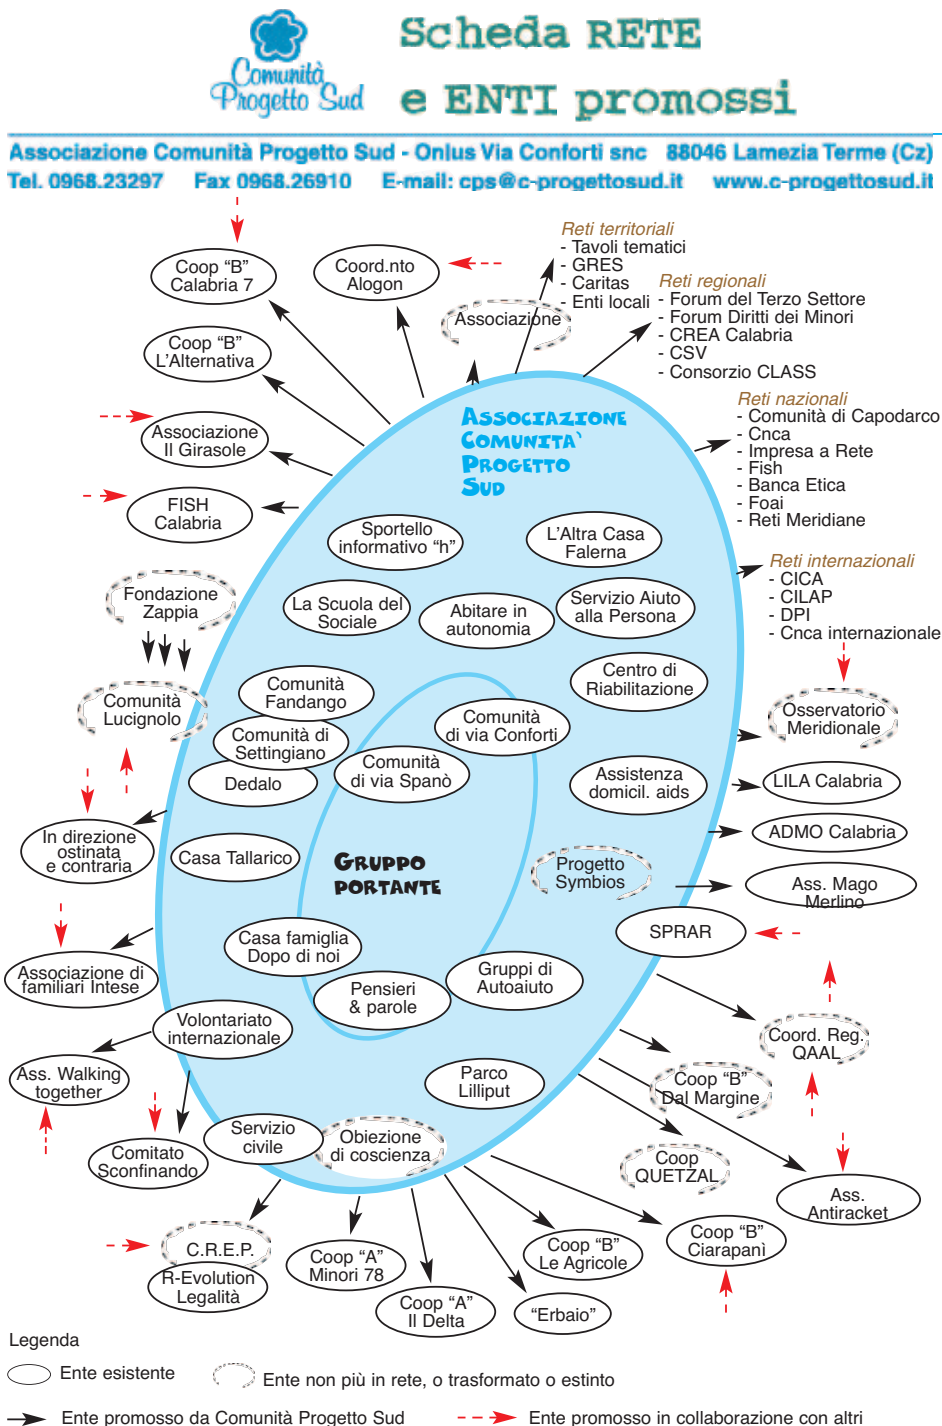 Comunità
Progetto Sud
Scheda RETE
e ENTI promossi
Associazione Comunità Progetto Sud - Onlus Via Conforti snc 88046 Lamezia Terme (Cz)
Tel. 0968.23297 Fax 0968.26910 E-mail: cps@c-progettosud.it www.c-progettosud.it
Reti territoriali
- Tavoli tematici
- GRES
- Caritas
- Enti locali
Reti regionali
- Forum del Terzo Settore
- Forum Diritti dei Minori
- CREA Calabria
- CSV
- Consorzio CLASS
Reti nazionali
- Comunità di Capodarco
- Cnca
- Impresa a Rete
- Fish
- Banca Etica
- Foai
- Reti Meridiane
Reti internazionali
- CICA
- CILAP
- DPI
- Cnca internazionale
Coop “B”
Calabria 7
Coord.nto
Alogon
Associazione
Coop “B”
L’Alternativa
Associazione
Il Girasole
FISH
Calabria
Fondazione
Zappia
Comunità
Lucignolo
In direzione
ostinata
e contraria
Associazione di
familiari Intese
Ass. Walking
together
Comitato
Sconfinando
ASSOCIAZIONE
COMUNITA’
PROGETTO
SUD
Sportello
informativo “h”
L’Altra Casa
Falerna
La Scuola del
Sociale
Abitare in
autonomia
Servizio Aiuto
alla Persona
Centro di
Riabilitazione
Comunità
Fandango
Comunità di
Settingiano
Dedalo
Comunità
di via Conforti
Comunità
di via Spanò
Assistenza
domicil. aids
Casa Tallarico
GRUPPO
PORTANTE
Progetto
Symbios
Casa famiglia
Dopo di noi
Pensieri
& parole
Gruppi di
Autoaiuto
SPRAR
Volontariato
internazionale
Parco
Lilliput
Servizio
civile
Obiezione
di coscienza
Osservatorio
Meridionale
LILA Calabria
ADMO Calabria
Ass. Mago
Merlino
Coord. Reg.
QAAL
Coop “B”
Dal Margine
Coop
QUETZAL
Ass.
Antiracket
Coop “B”
Ciarapanì
Coop “B”
Le Agricole
“Erbaio”
Coop “A”
Il Delta
Coop “A”
Minori 78
C.R.E.P.
R-Evolution
Legalità
Legenda
Ente esistente
Ente non più in rete, o trasformato o estinto
Ente promosso da Comunità Progetto Sud
Ente promosso in collaborazione con altri